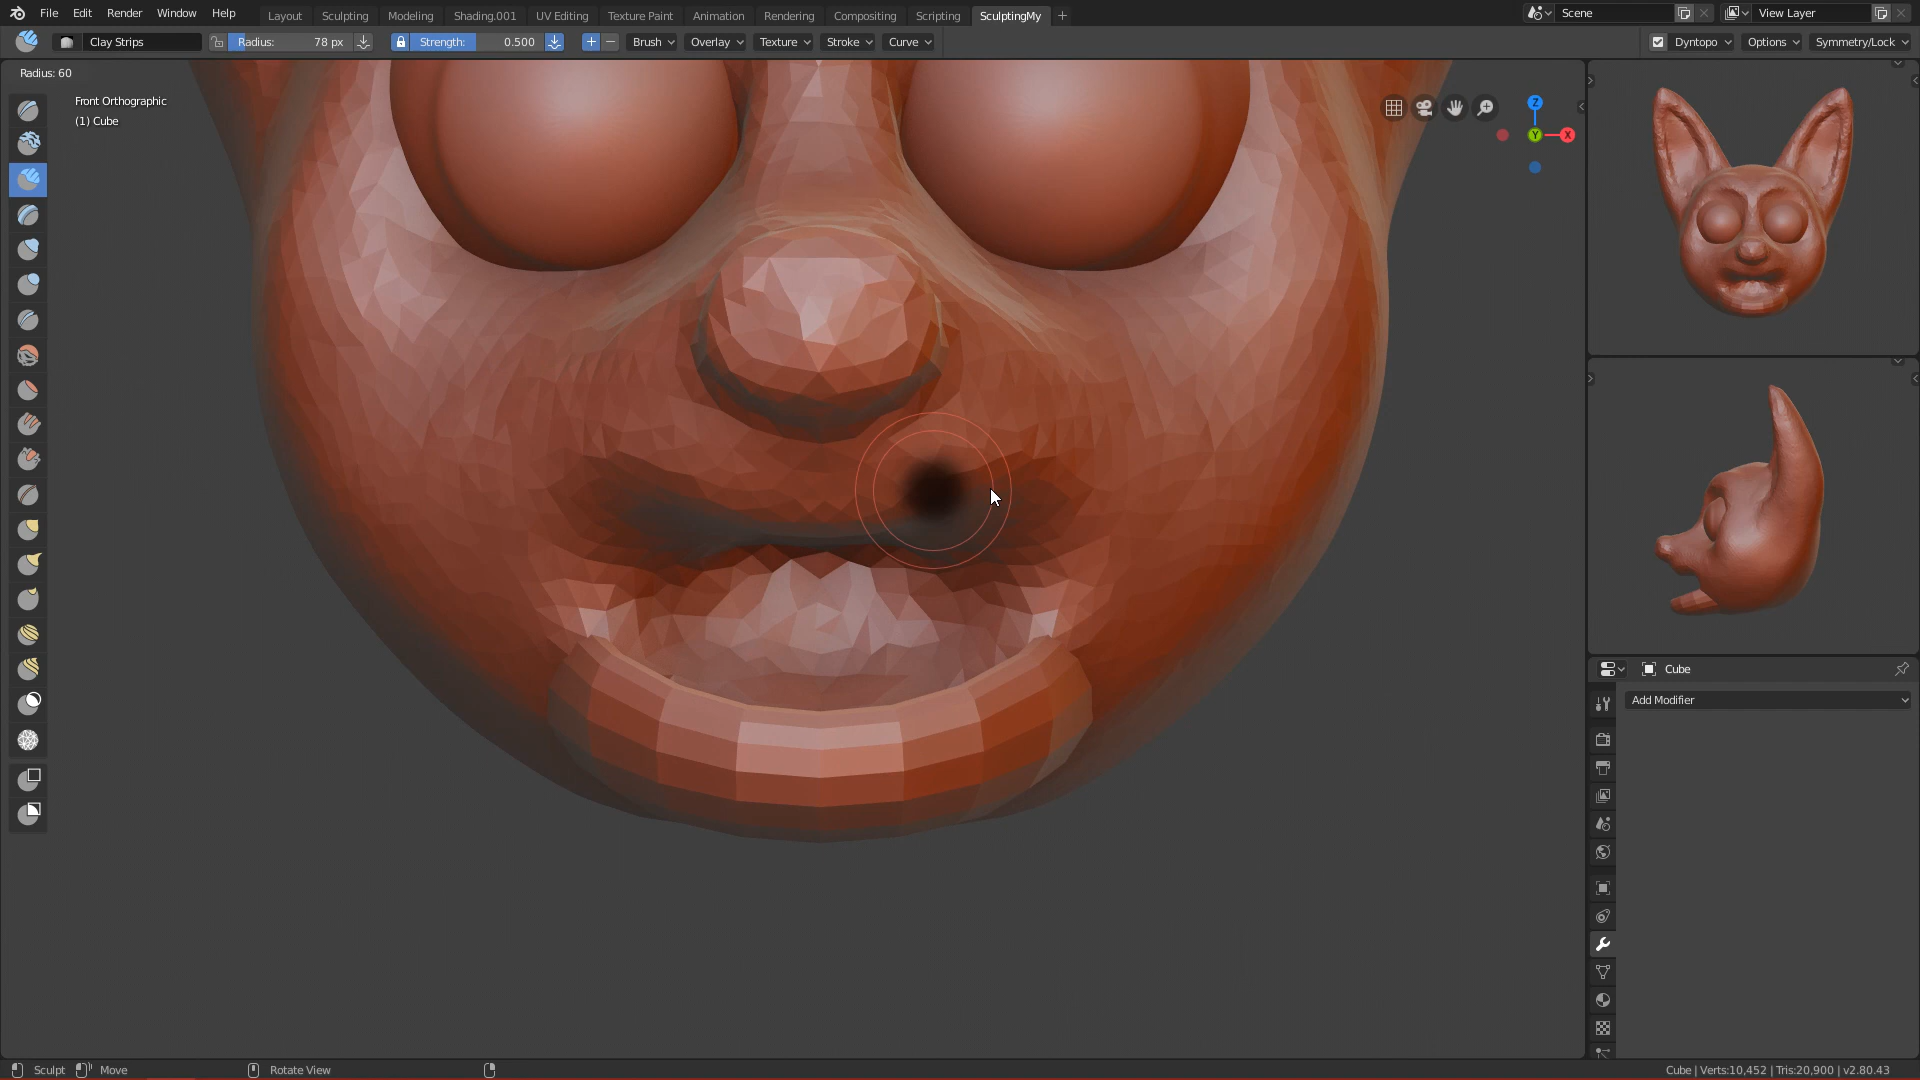 File Edit Render Window Help Layout Sculpting Modeling Shading.001 UV Editing Texture Paint Animation Rendering Compositing Scripting SculptingMy + Scene View Layer
Clay Strips Radius: 78 px Strength: 0.500 + − Brush Overlay Texture Stroke Curve Dyntopo Options Symmetry/Lock
Radius: 60
Front Orthographic
(1) Cube
Z
Y X
Cube
Add Modifier
Sculpt Move Rotate View Cube | Verts:10,452 | Tris:20,900 | v2.80.43